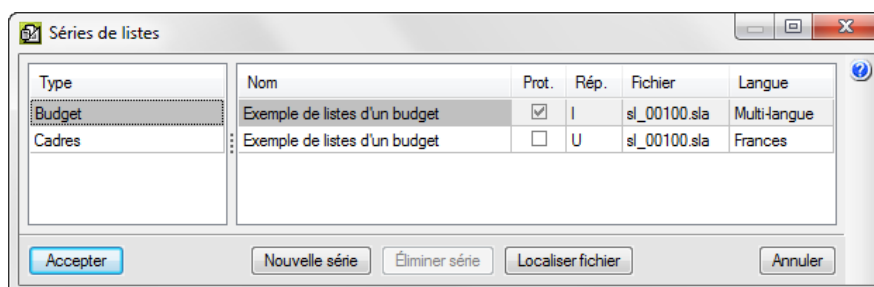 Séries de listes
Type
Budget
Cadres
Nom Prot. Rép. Fichier Langue
Exemple de listes d'un budget I sl_00100.sla Multi-langue
Exemple de listes d'un budget U sl_00100.sla Frances
Accepter Nouvelle série Éliminer série Localiser fichier Annuler